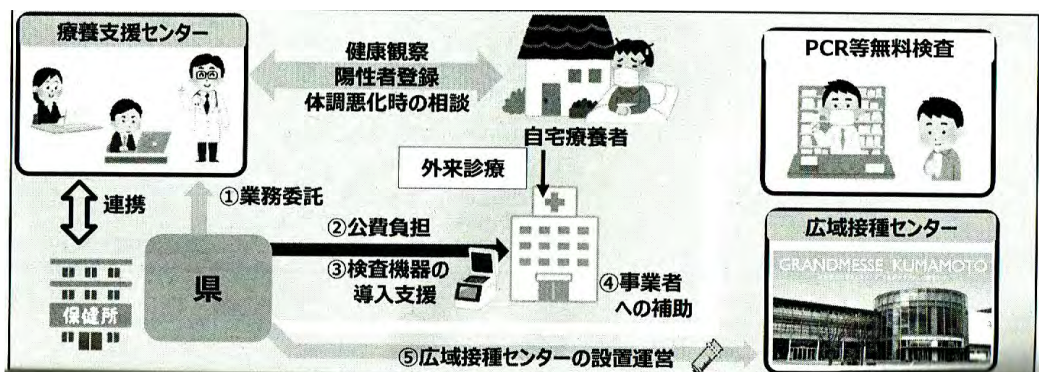 療養支援センター
健康観察
陽性者登録
体調悪化時の相談
自宅療養者
PCR等無料検査
外来診療
連携
①業務委託
②公費負担
③検査機器の
導入支援
④事業者
への補助
県
保健所
広域接種センター
GRANDMESSE KUMAMOTO
⑤広域接種センターの設置運営